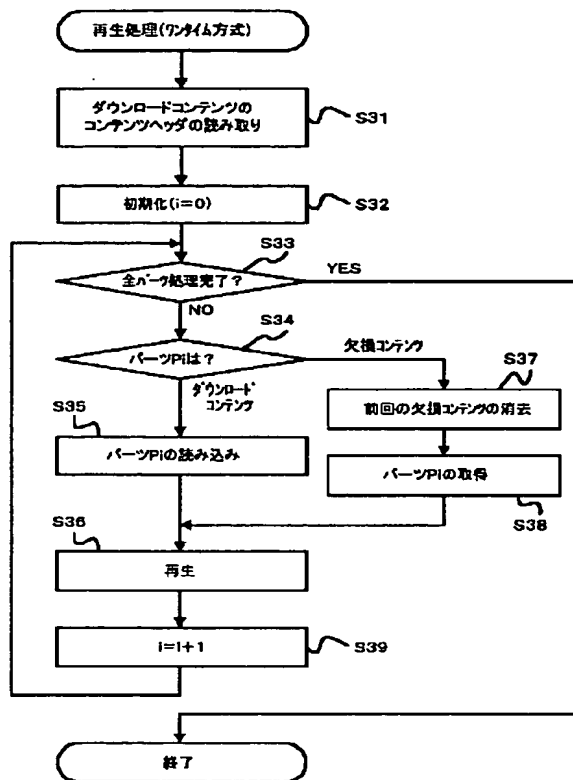 再生処理(ワンタイム方式)
ダウンロードコンテンツの
コンテンツヘッダの読み取り
S31
初期化(i=0)
S32
S33
全パーツ処理完了?
YES
NO
S34
パーツPiは?
欠損コンテンツ
ダウンロード
コンテンツ
S37
前回の欠損コンテンツの消去
S35
パーツPiの読み込み
パーツPiの取得
S38
S36
再生
i=i+1
S39
終了